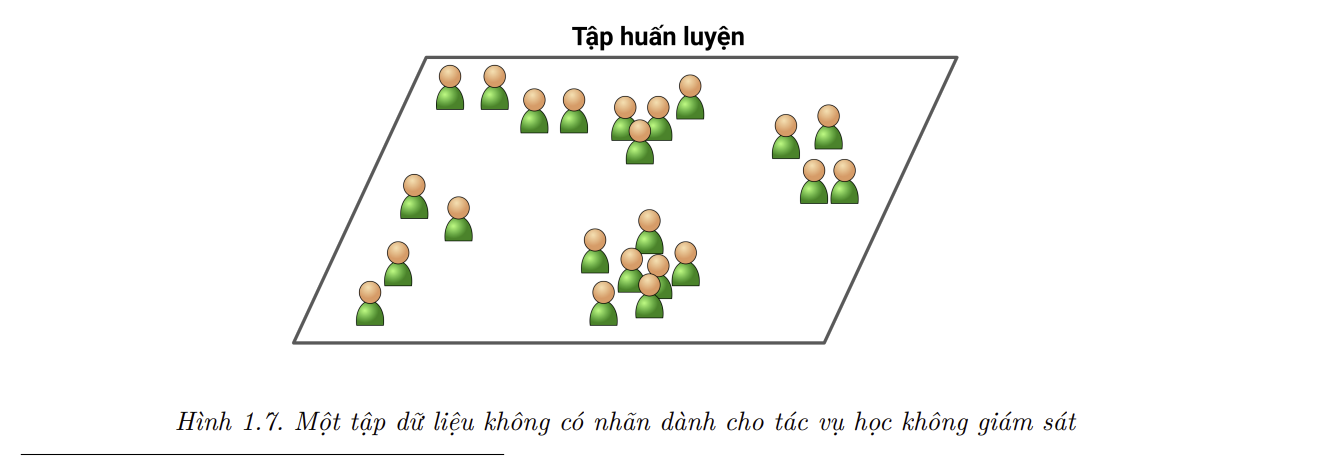 Tập huấn luyện
Hình 1.7. Một tập dữ liệu không có nhãn dành cho tác vụ học không giám sát